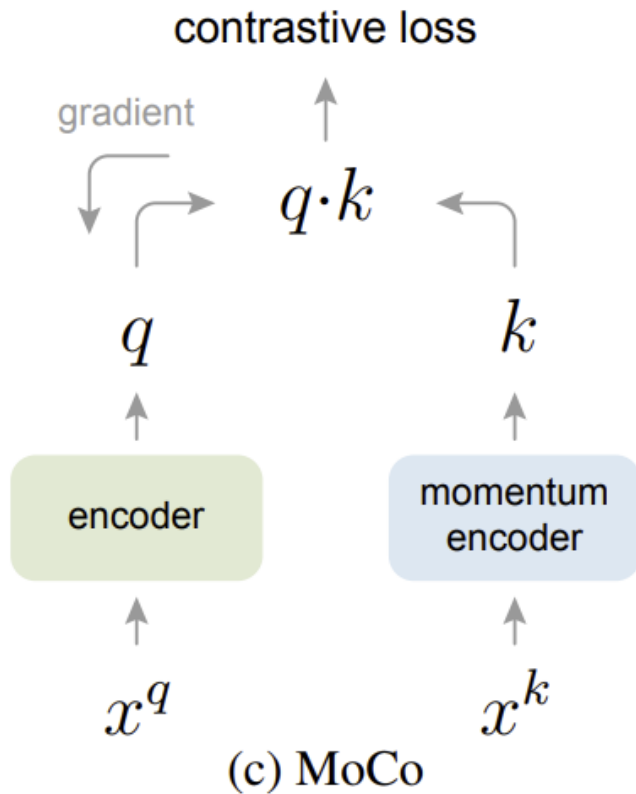 contrastive loss
gradient
q·k
q
k
encoder
momentum
encoder
x^q
x^k
(c) MoCo